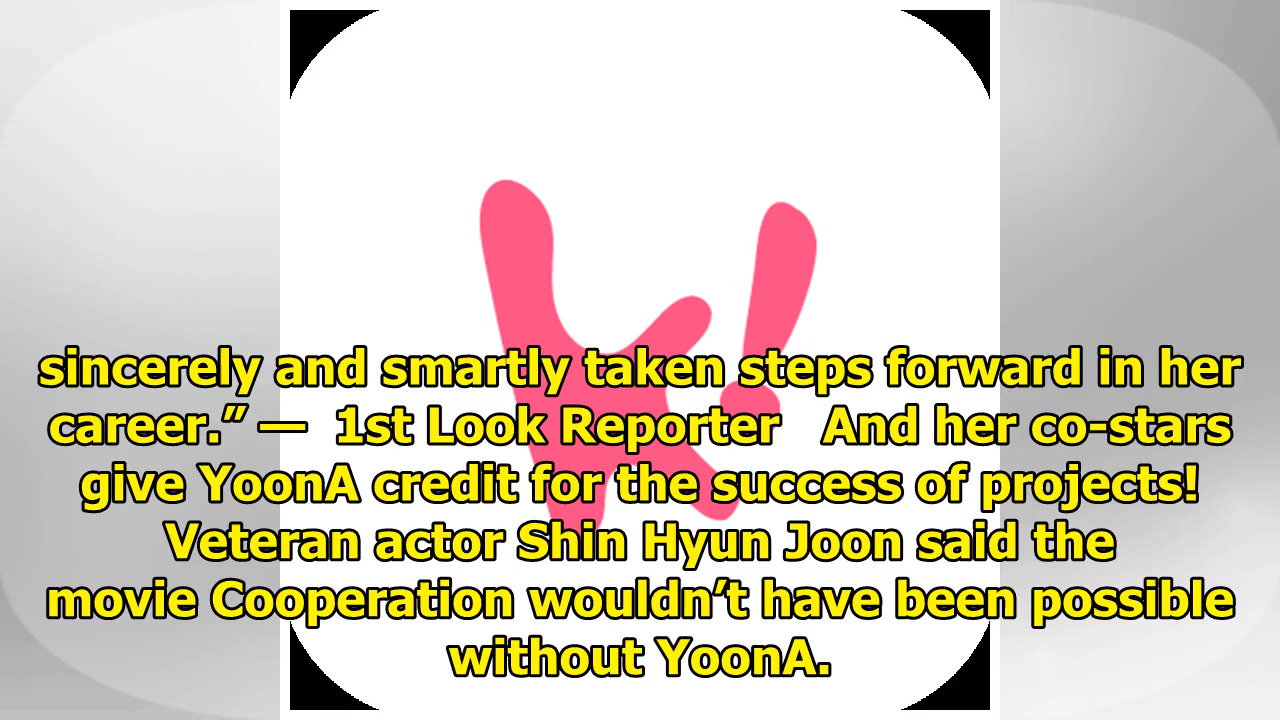 sincerely and smartly taken steps forward in her
career.” — 1st Look Reporter And her co-stars
give YoonA credit for the success of projects!
Veteran actor Shin Hyun Joon said the
movie Cooperation wouldn’t have been possible
without YoonA.